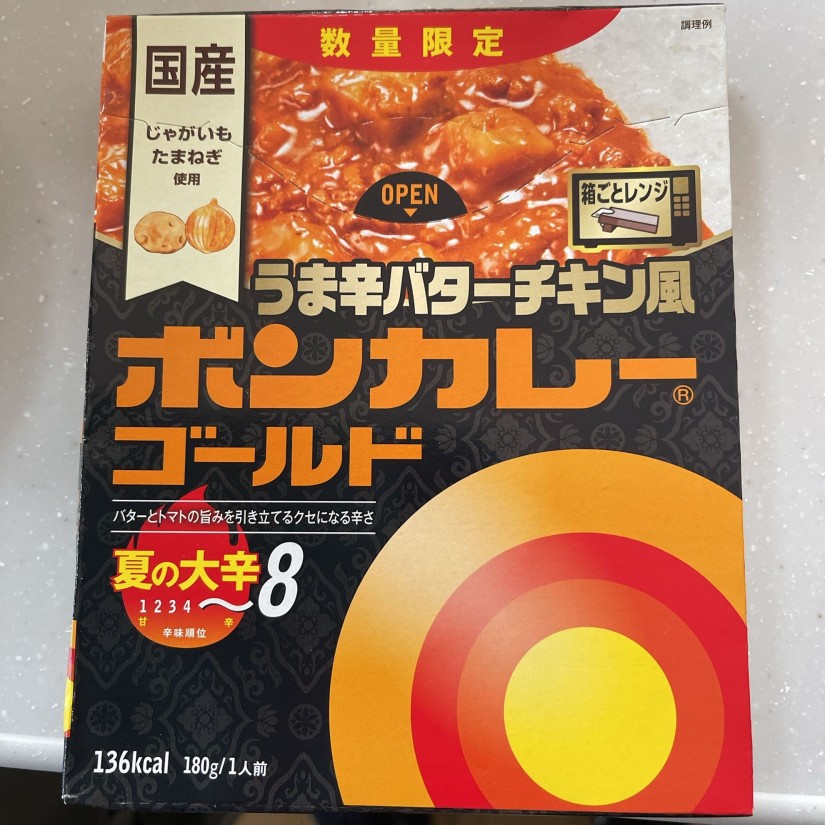 数量限定
調理例
国産
じゃがいも
たまねぎ
使用
OPEN
箱ごとレンジ
うま辛バターチキン風
ボンカレー®
ゴールド
バターとトマトの旨みを引き立てるクセになる辛さ
夏の大辛
1 2 3 4 〜8
甘 辛
辛味順位
136kcal 180g/1人前